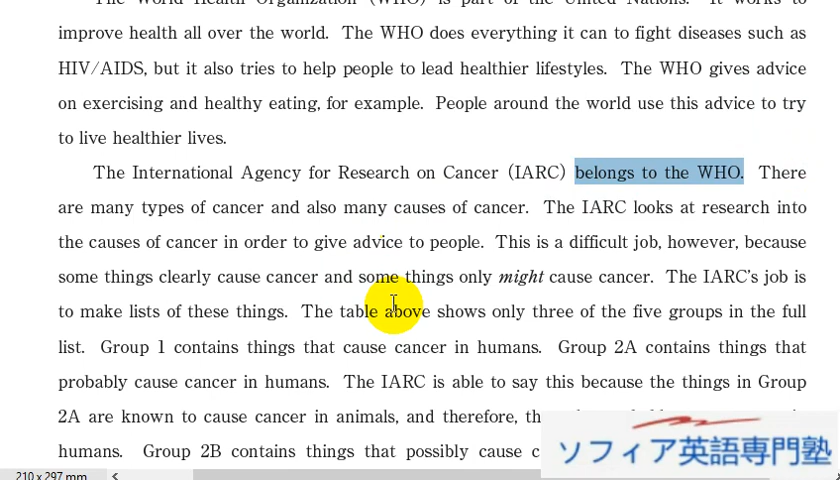 The World Health Organization (WHO) is part of the United Nations. It works to
improve health all over the world. The WHO does everything it can to fight diseases such as
HIV/AIDS, but it also tries to help people to lead healthier lifestyles. The WHO gives advice
on exercising and healthy eating, for example. People around the world use this advice to try
to live healthier lives.
The International Agency for Research on Cancer (IARC) belongs to the WHO. There
are many types of cancer and also many causes of cancer. The IARC looks at research into
the causes of cancer in order to give advice to people. This is a difficult job, however, because
some things clearly cause cancer and some things only might cause cancer. The IARC's job is
to make lists of these things. The table above shows only three of the five groups in the full
list. Group 1 contains things that cause cancer in humans. Group 2A contains things that
probably cause cancer in humans. The IARC is able to say this because the things in Group
2A are known to cause cancer in animals, and therefore, th
humans. Group 2B contains things that possibly cause c
ソフィア英語専門塾
210 x 297 mm